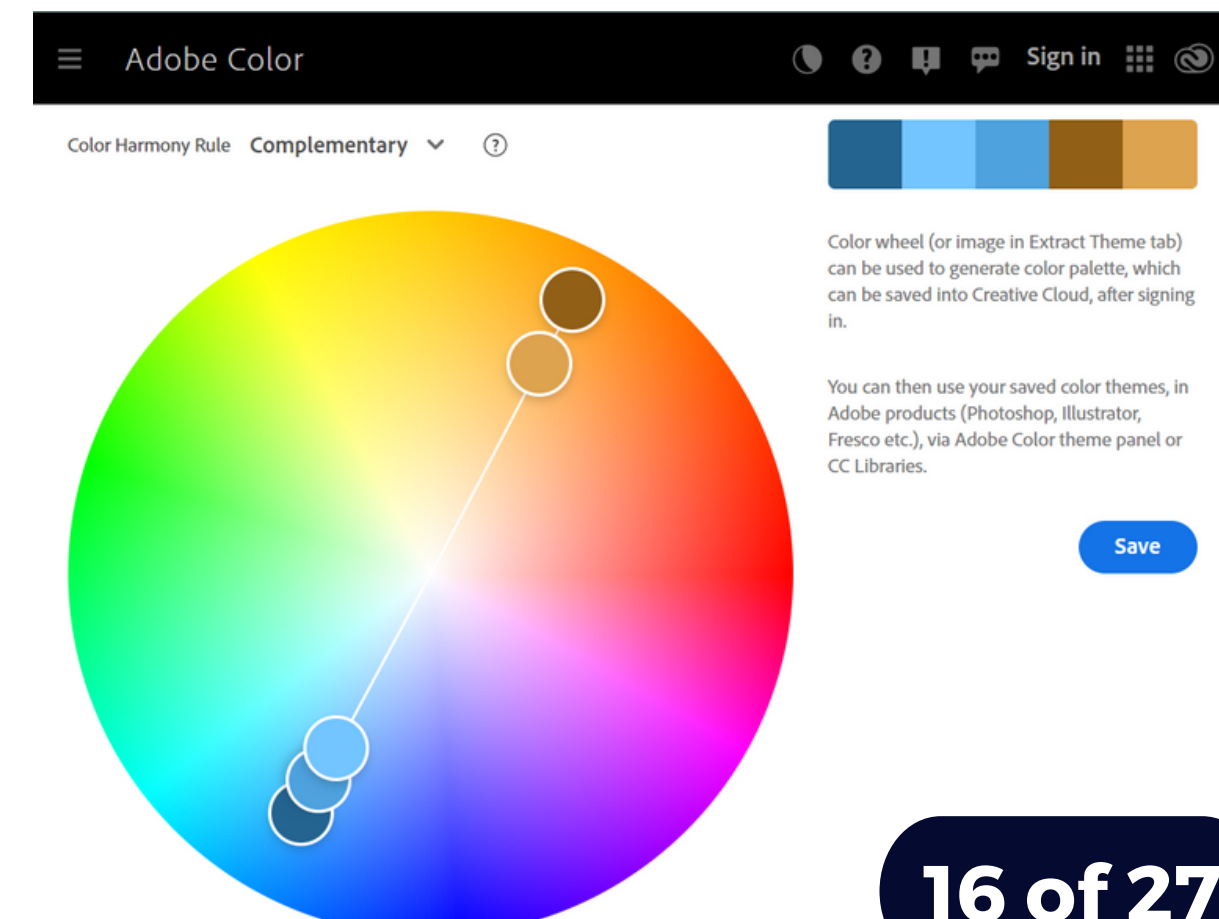 Adobe Color
Sign in
Color Harmony Rule Complementary
Color wheel (or image in Extract Theme tab)
can be used to generate color palette, which
can be saved into Creative Cloud, after signing
in.
You can then use your saved color themes, in
Adobe products (Photoshop, Illustrator,
Fresco etc.), via Adobe Color theme panel or
CC Libraries.
Save
16 of 27